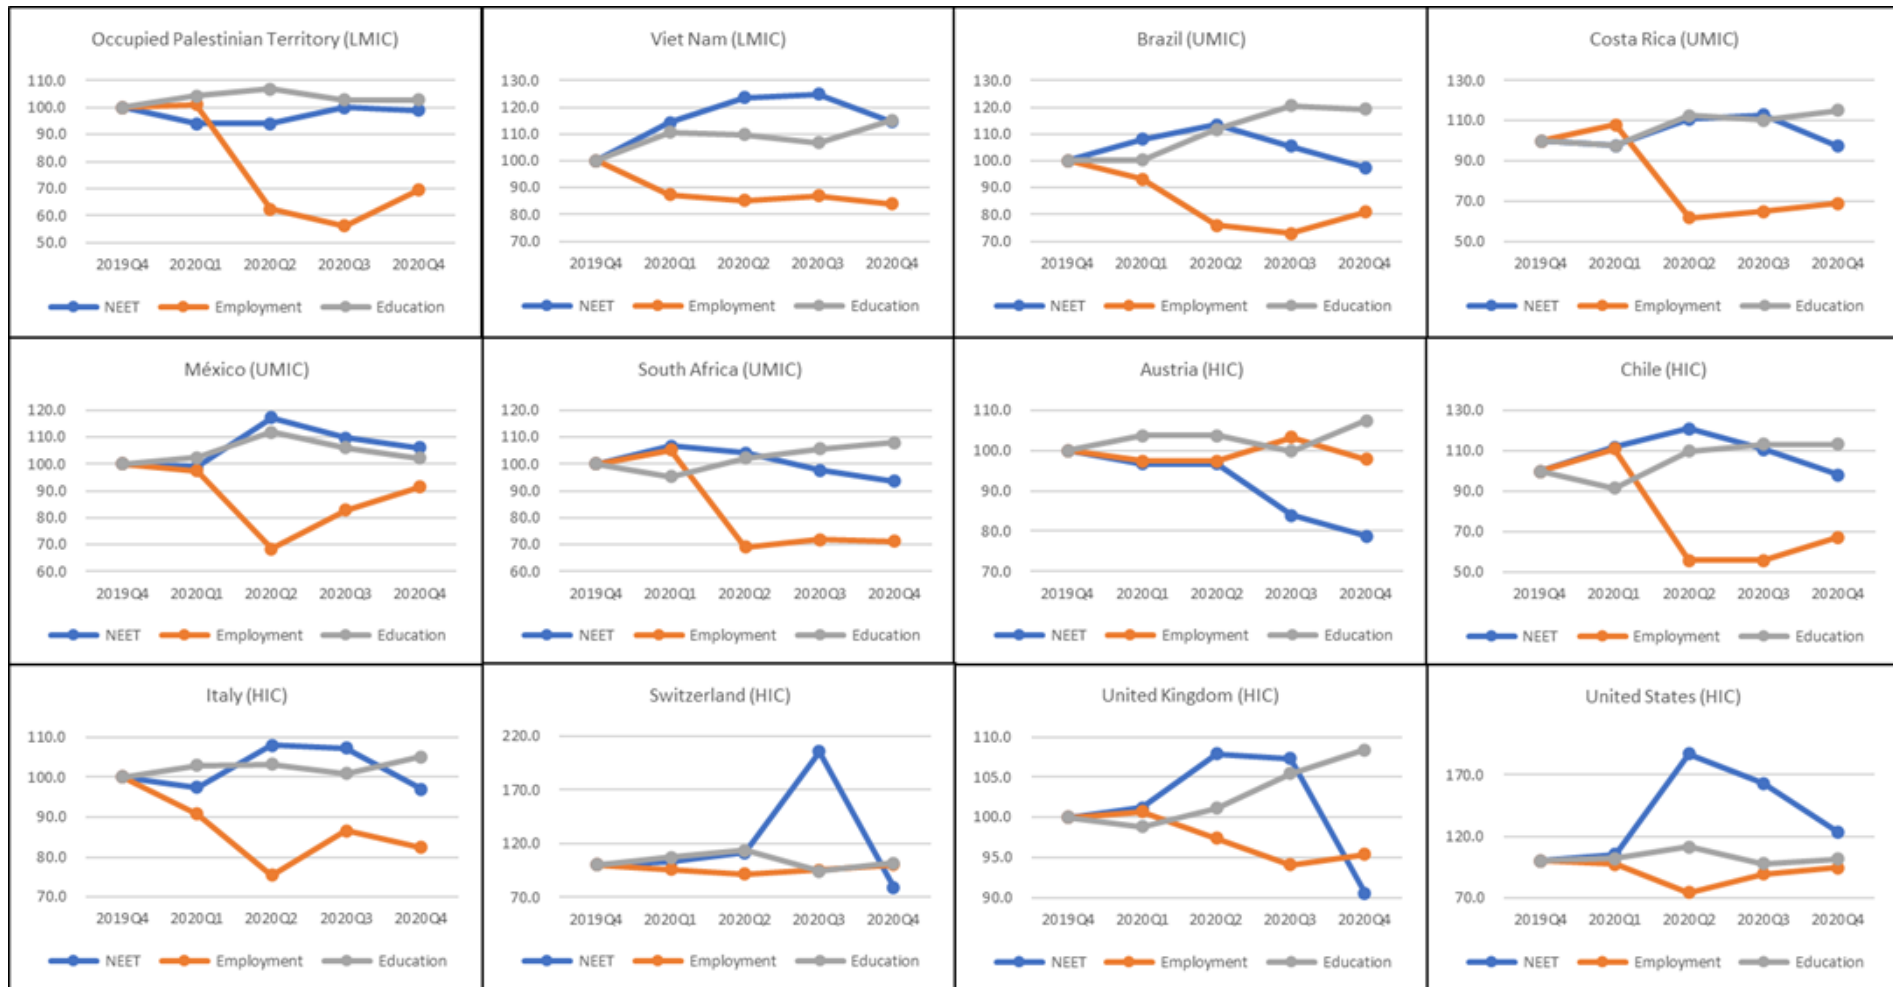 Occupied Palestinian Territory (LMIC)
110.0
100.0
90.0
80.0
70.0
60.0
50.0
2019Q4 2020Q1 2020Q2 2020Q3 2020Q4
NEET Employment Education
Viet Nam (LMIC)
130.0
120.0
110.0
100.0
90.0
80.0
70.0
2019Q4 2020Q1 2020Q2 2020Q3 2020Q4
NEET Employment Education
Brazil (UMIC)
130.0
120.0
110.0
100.0
90.0
80.0
70.0
2019Q4 2020Q1 2020Q2 2020Q3 2020Q4
NEET Employment Education
Costa Rica (UMIC)
130.0
110.0
90.0
70.0
50.0
2019Q4 2020Q1 2020Q2 2020Q3 2020Q4
NEET Employment Education
México (UMIC)
120.0
110.0
100.0
90.0
80.0
70.0
60.0
2019Q4 2020Q1 2020Q2 2020Q3 2020Q4
NEET Employment Education
South Africa (UMIC)
120.0
110.0
100.0
90.0
80.0
70.0
60.0
2019Q4 2020Q1 2020Q2 2020Q3 2020Q4
NEET Employment Education
Austria (HIC)
110.0
100.0
90.0
80.0
70.0
2019Q4 2020Q1 2020Q2 2020Q3 2020Q4
NEET Employment Education
Chile (HIC)
130.0
110.0
90.0
70.0
50.0
2019Q4 2020Q1 2020Q2 2020Q3 2020Q4
NEET Employment Education
Italy (HIC)
110.0
100.0
90.0
80.0
70.0
2019Q4 2020Q1 2020Q2 2020Q3 2020Q4
NEET Employment Education
Switzerland (HIC)
220.0
170.0
120.0
70.0
2019Q4 2020Q1 2020Q2 2020Q3 2020Q4
NEET Employment Education
United Kingdom (HIC)
110.0
105.0
100.0
95.0
90.0
2019Q4 2020Q1 2020Q2 2020Q3 2020Q4
NEET Employment Education
United States (HIC)
170.0
120.0
70.0
2019Q4 2020Q1 2020Q2 2020Q3 2020Q4
NEET Employment Education